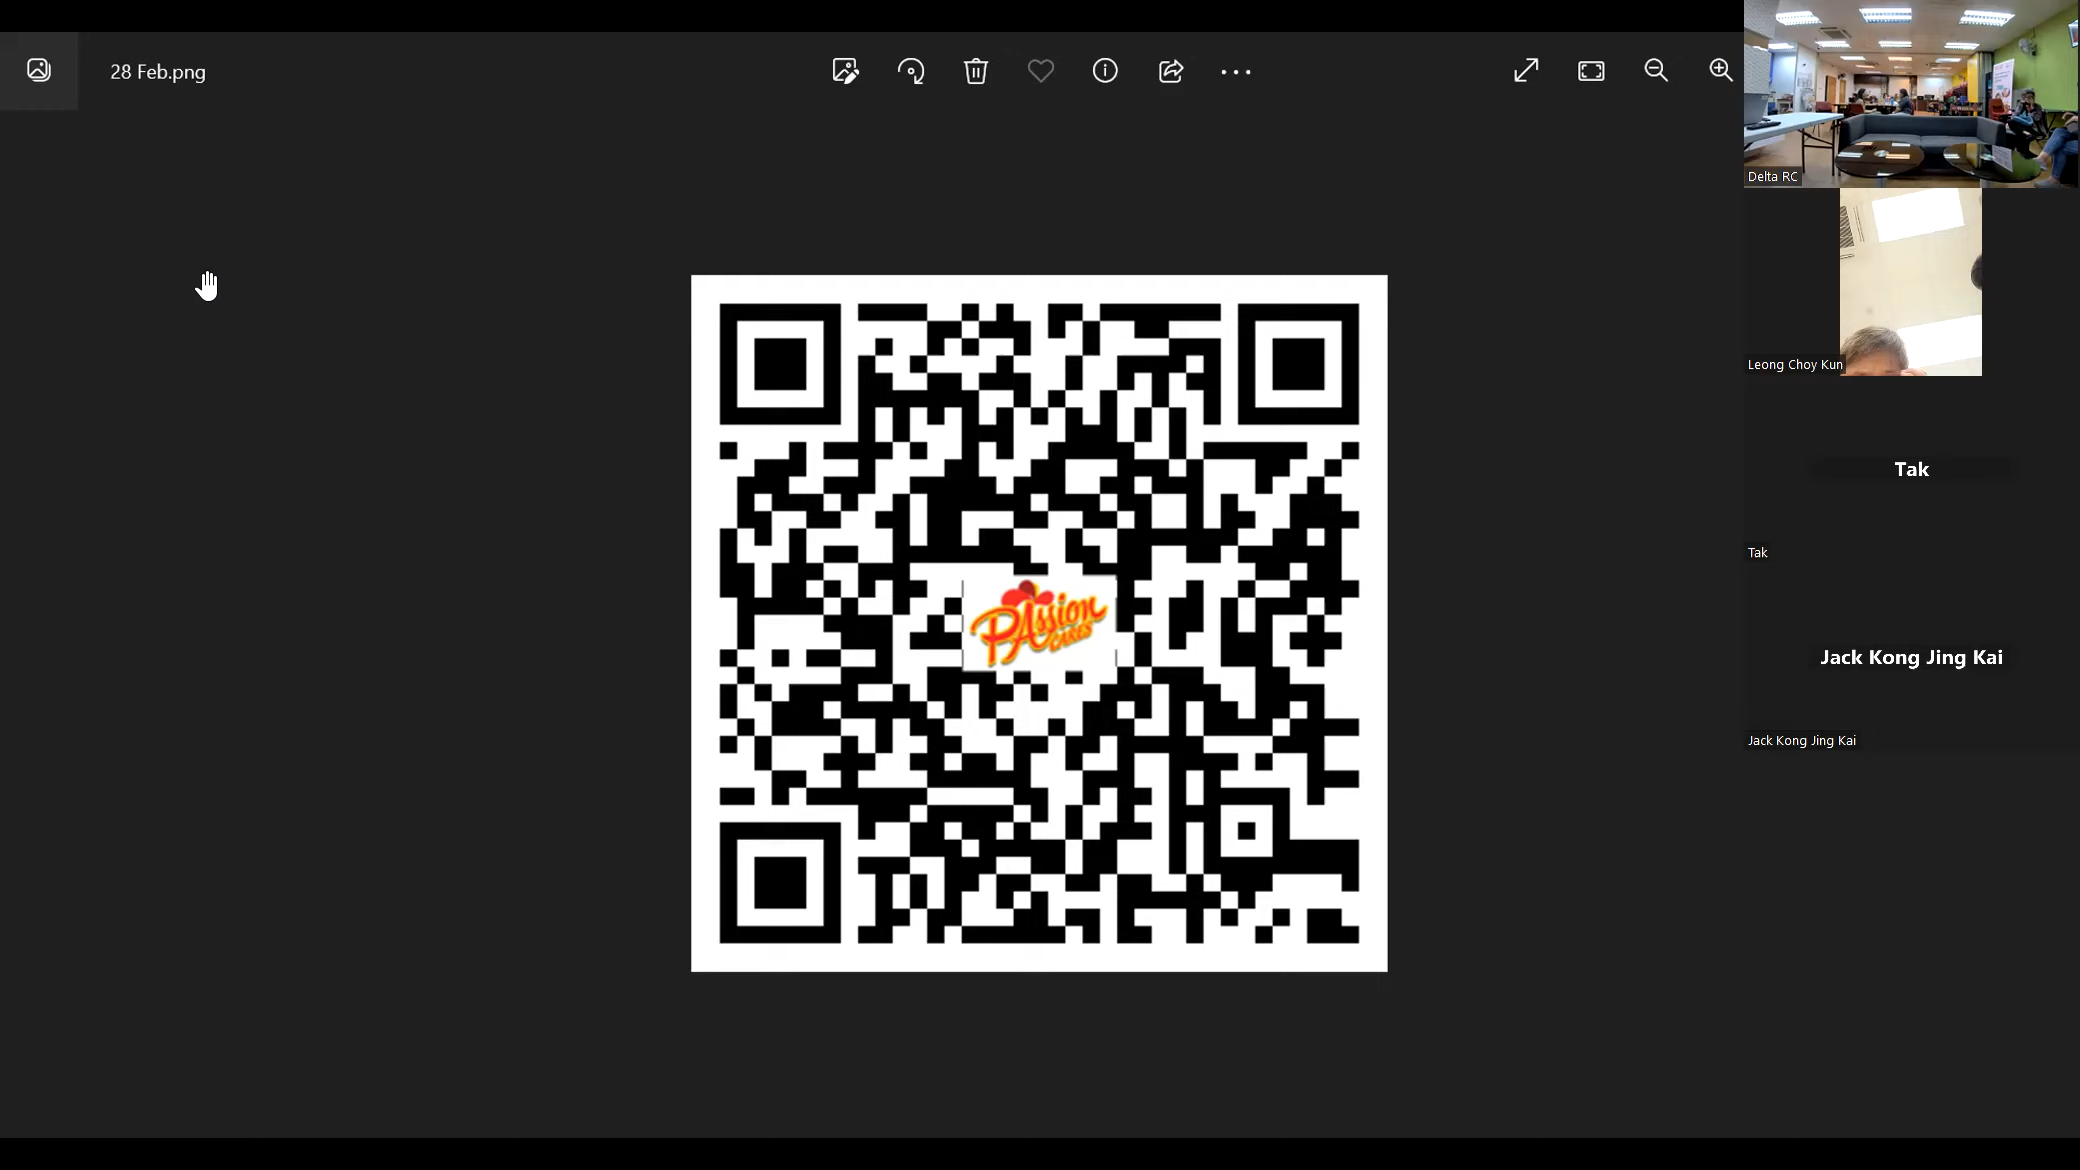 28 Feb.png
Delta RC
Leong Choy Kun
Tak
Tak
Jack Kong Jing Kai
Jack Kong Jing Kai
PAssion
CARES